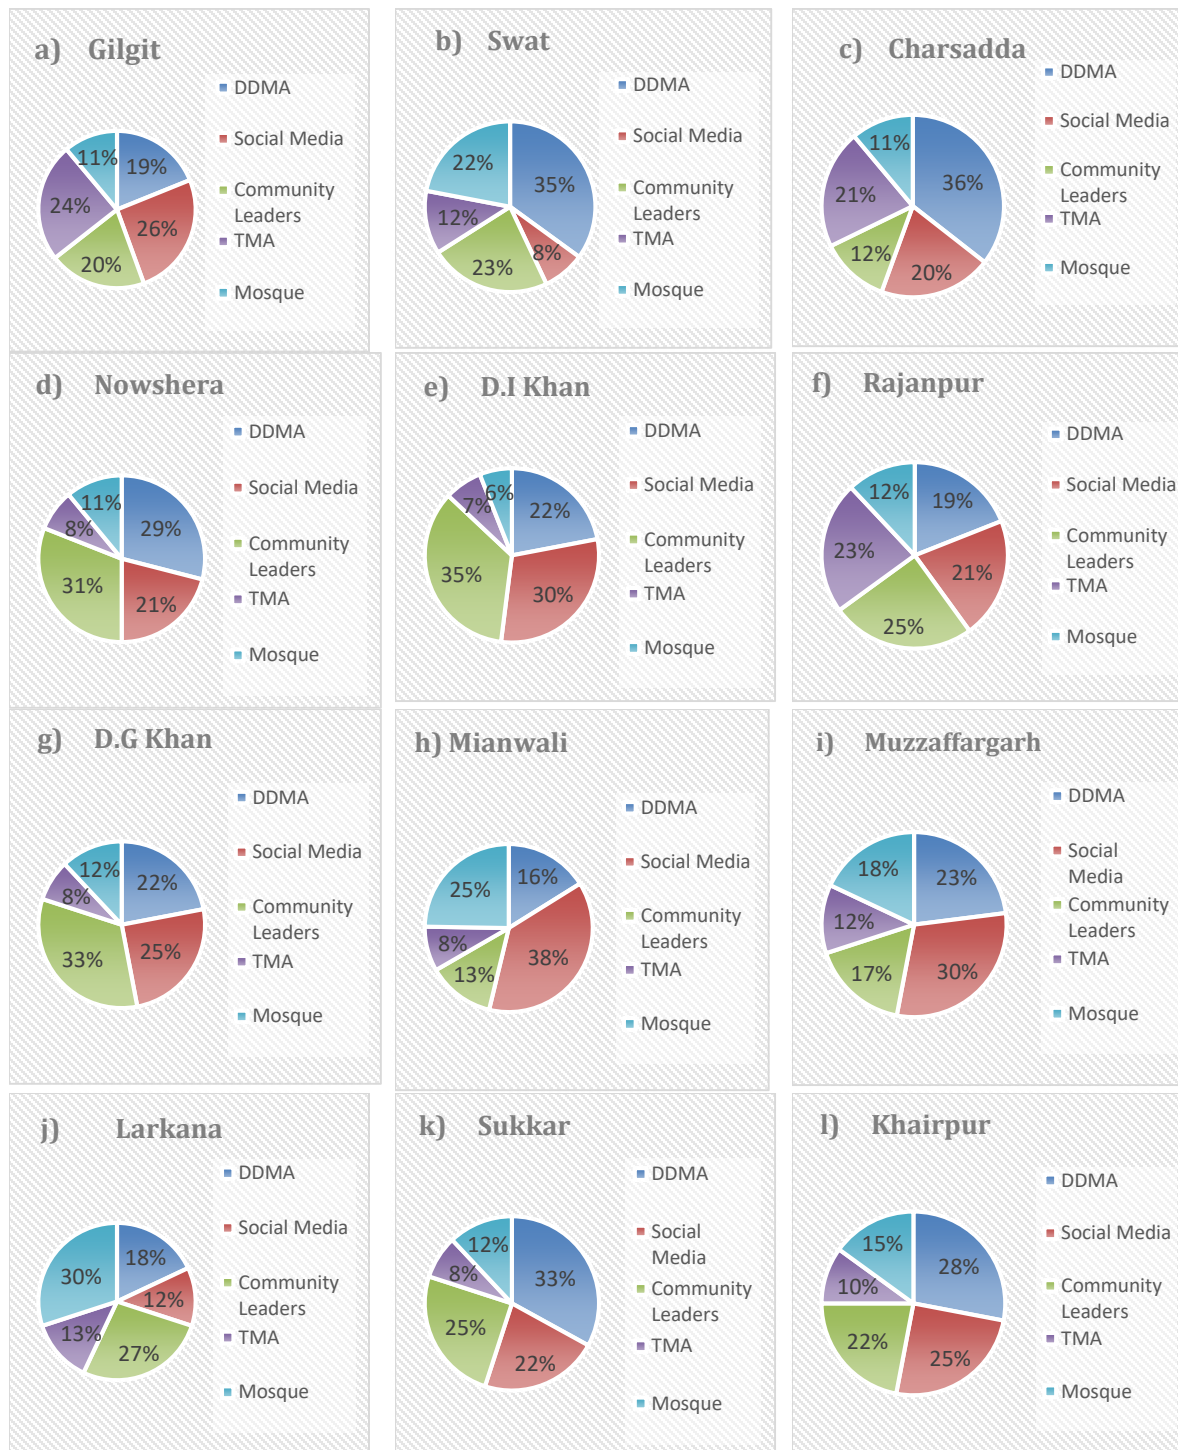 a) Gilgit
DDMA
Social Media
Community
Leaders
TMA
Mosque
19%
26%
20%
24%
11%
b) Swat
DDMA
Social Media
Community
Leaders
TMA
Mosque
35%
8%
23%
12%
22%
c) Charsadda
DDMA
Social Media
Community
Leaders
TMA
Mosque
36%
20%
12%
21%
11%
d) Nowshera
DDMA
Social Media
Community
Leaders
TMA
Mosque
29%
21%
31%
8%
11%
e) D.I Khan
DDMA
Social Media
Community
Leaders
TMA
Mosque
22%
30%
35%
7%
6%
f) Rajanpur
DDMA
Social Media
Community
Leaders
TMA
Mosque
19%
21%
25%
23%
12%
g) D.G Khan
DDMA
Social Media
Community
Leaders
TMA
Mosque
22%
25%
33%
8%
12%
h) Mianwali
DDMA
Social Media
Community
Leaders
TMA
Mosque
16%
38%
13%
8%
25%
i) Muzzaffargarh
DDMA
Social
Media
Community
Leaders
TMA
Mosque
23%
30%
17%
12%
18%
j) Larkana
DDMA
Social Media
Community
Leaders
TMA
Mosque
18%
12%
27%
13%
30%
k) Sukkar
DDMA
Social
Media
Community
Leaders
TMA
Mosque
33%
22%
25%
8%
12%
l) Khairpur
DDMA
Social Media
Community
Leaders
TMA
Mosque
28%
25%
22%
10%
15%